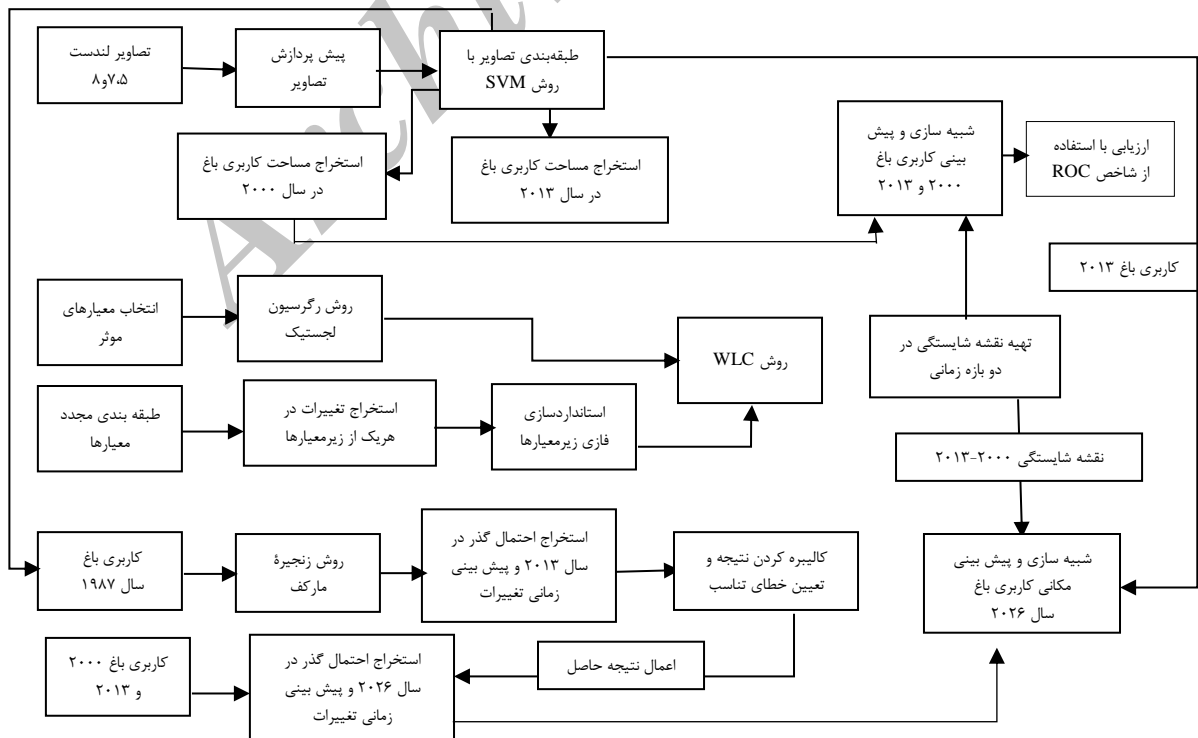 تصاویر لندست
۷،۵و۸
پیش پردازش
تصاویر
طبقه‌بندی تصاویر با
روش SVM
استخراج مساحت کاربری باغ
در سال ۲۰۰۰
استخراج مساحت کاربری باغ
در سال ۲۰۱۳
شبیه سازی و پیش
بینی کاربری باغ
۲۰۰۰ و ۲۰۱۳
ارزیابی با استفاده
از شاخص ROC
کاربری باغ ۲۰۱۳
انتخاب معیارهای
موثر
روش رگرسیون
لجستیک
روش WLC
تهیه نقشه شایستگی در
دو بازه زمانی
طبقه بندی مجدد
معیارها
استخراج تغییرات در
هریک از زیرمعیارها
استانداردسازی
فازی زیرمعیارها
نقشه شایستگی ۲۰۰۰-۲۰۱۳
کاربری باغ
سال ۱۹۸۷
روش زنجیرۀ
مارکف
استخراج احتمال گذر در
سال ۲۰۱۳ و پیش بینی
زمانی تغییرات
کالیبره کردن نتیجه و
تعیین خطای تناسب
شبیه سازی و پیش بینی
مکانی کاربری باغ
سال ۲۰۲۶
کاربری باغ ۲۰۰۰
و ۲۰۱۳
استخراج احتمال گذر در
سال ۲۰۲۶ و پیش بینی
زمانی تغییرات
اعمال نتیجه حاصل